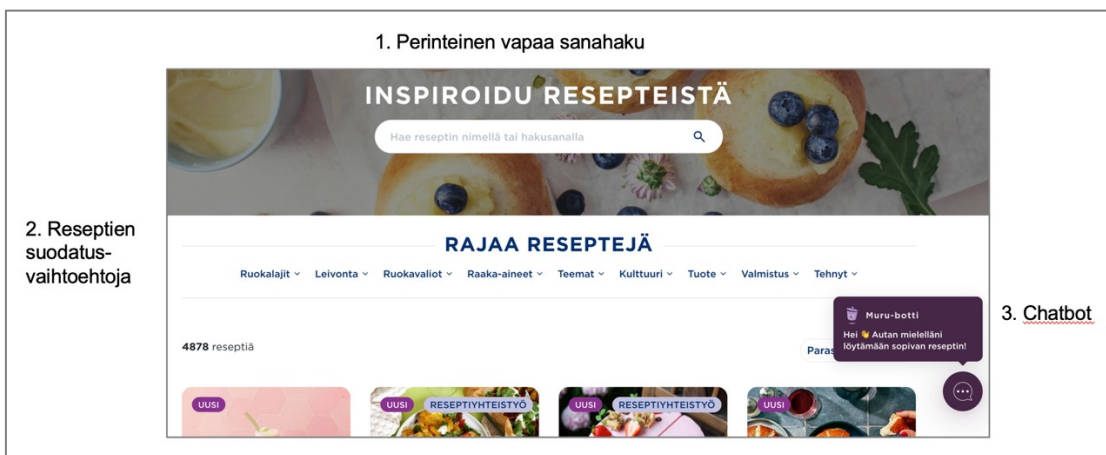 1. Perinteinen vapaa sanahaku
INSPIROIDU RESEPTEISTÄ
Hae reseptin nimellä tai hakusanalla
2. Reseptien
suodatus-
vaihtoehtoja
RAJAA RESEPTEJÄ
Ruokalajit Leivonta Ruokavaliot Raaka-aineet Teemat Kulttuuri Tuote Valmistus Tehnyt
Muru-botti
Hei 👋 Autan mielelläni
löytämään sopivan reseptin!
3. Chatbot
4878 reseptiä
UUSI
UUSI RESEPTIYHTEISTYÖ
UUSI RESEPTIYHTEISTYÖ
UUSI